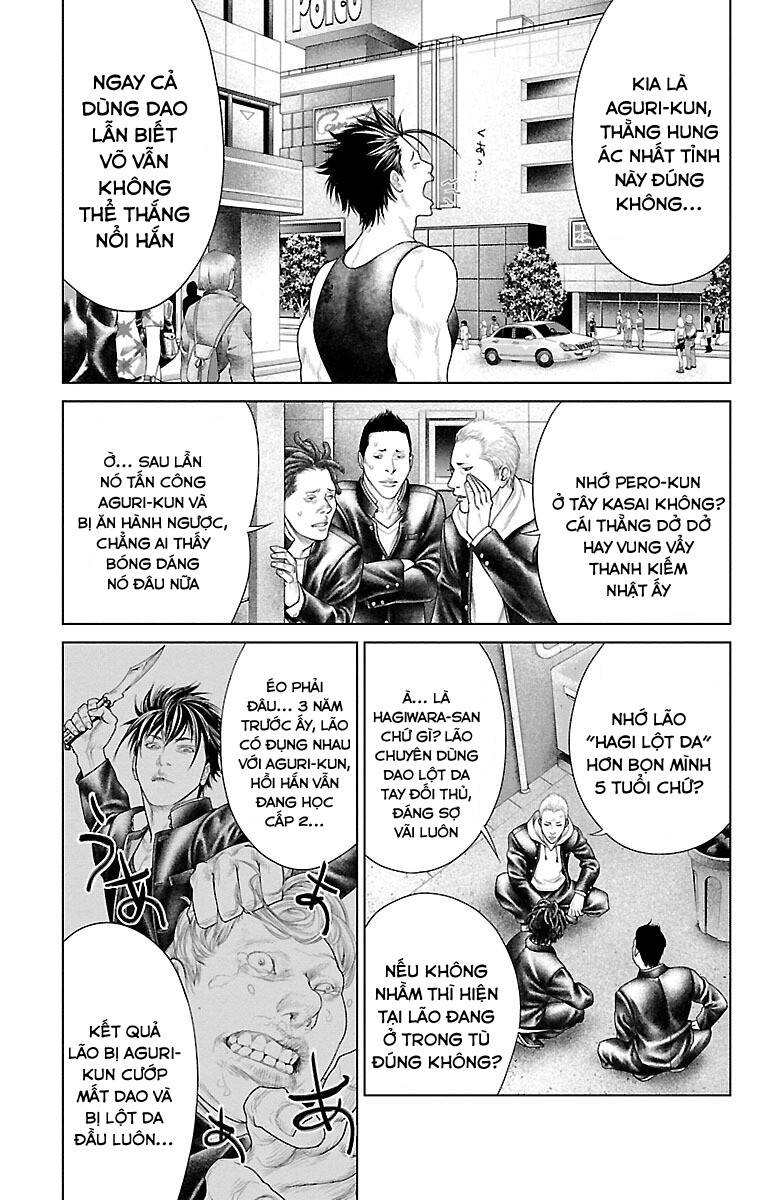 Polco
KIA LÀ
AGURI-KUN,
THẰNG HUNG
ÁC NHẤT TỈNH
NÀY ĐÚNG
KHÔNG...
NGAY CẢ
DÙNG DAO
LẪN BIẾT
VÕ VẪN
KHÔNG
THỂ THẮNG
NỔI HẮN
くあっ…
本
NHỚ PERO-KUN
Ở TÂY KASAI KHÔNG?
CÁI THẰNG DỞ DỞ
HAY VUNG VẨY
THANH KIẾM
NHẬT ẤY
Ờ... SAU LẦN
NÓ TẤN CÔNG
AGURI-KUN VÀ
BỊ ĂN HÀNH NGƯỢC,
CHẲNG AI THẤY
BÓNG DÁNG
NÓ ĐÂU NỮA
NHỚ LÃO
"HAGI LỘT DA"
HƠN BỌN MÌNH
5 TUỔI CHỨ?
À... LÀ
HAGIWARA-SAN
CHỨ GÌ? LÃO
CHUYÊN DÙNG
DAO LỘT DA
TAY ĐỐI THỦ,
ĐÁNG SỢ
VÃI LUÔN
NẾU KHÔNG
NHẦM THÌ HIỆN
TẠI LÃO ĐANG
Ở TRONG TÙ
ĐÚNG KHÔNG?
ÉO PHẢI
ĐÂU... 3 NĂM
TRƯỚC ẤY, LÃO
CÓ ĐỤNG NHAU
VỚI AGURI-KUN,
HỒI HẮN VẪN
ĐANG HỌC
CẤP 2...
KẾT QUẢ
LÃO BỊ AGURI-
KUN CƯỚP
MẤT DAO VÀ
BỊ LỘT DA
ĐẦU LUÔN...